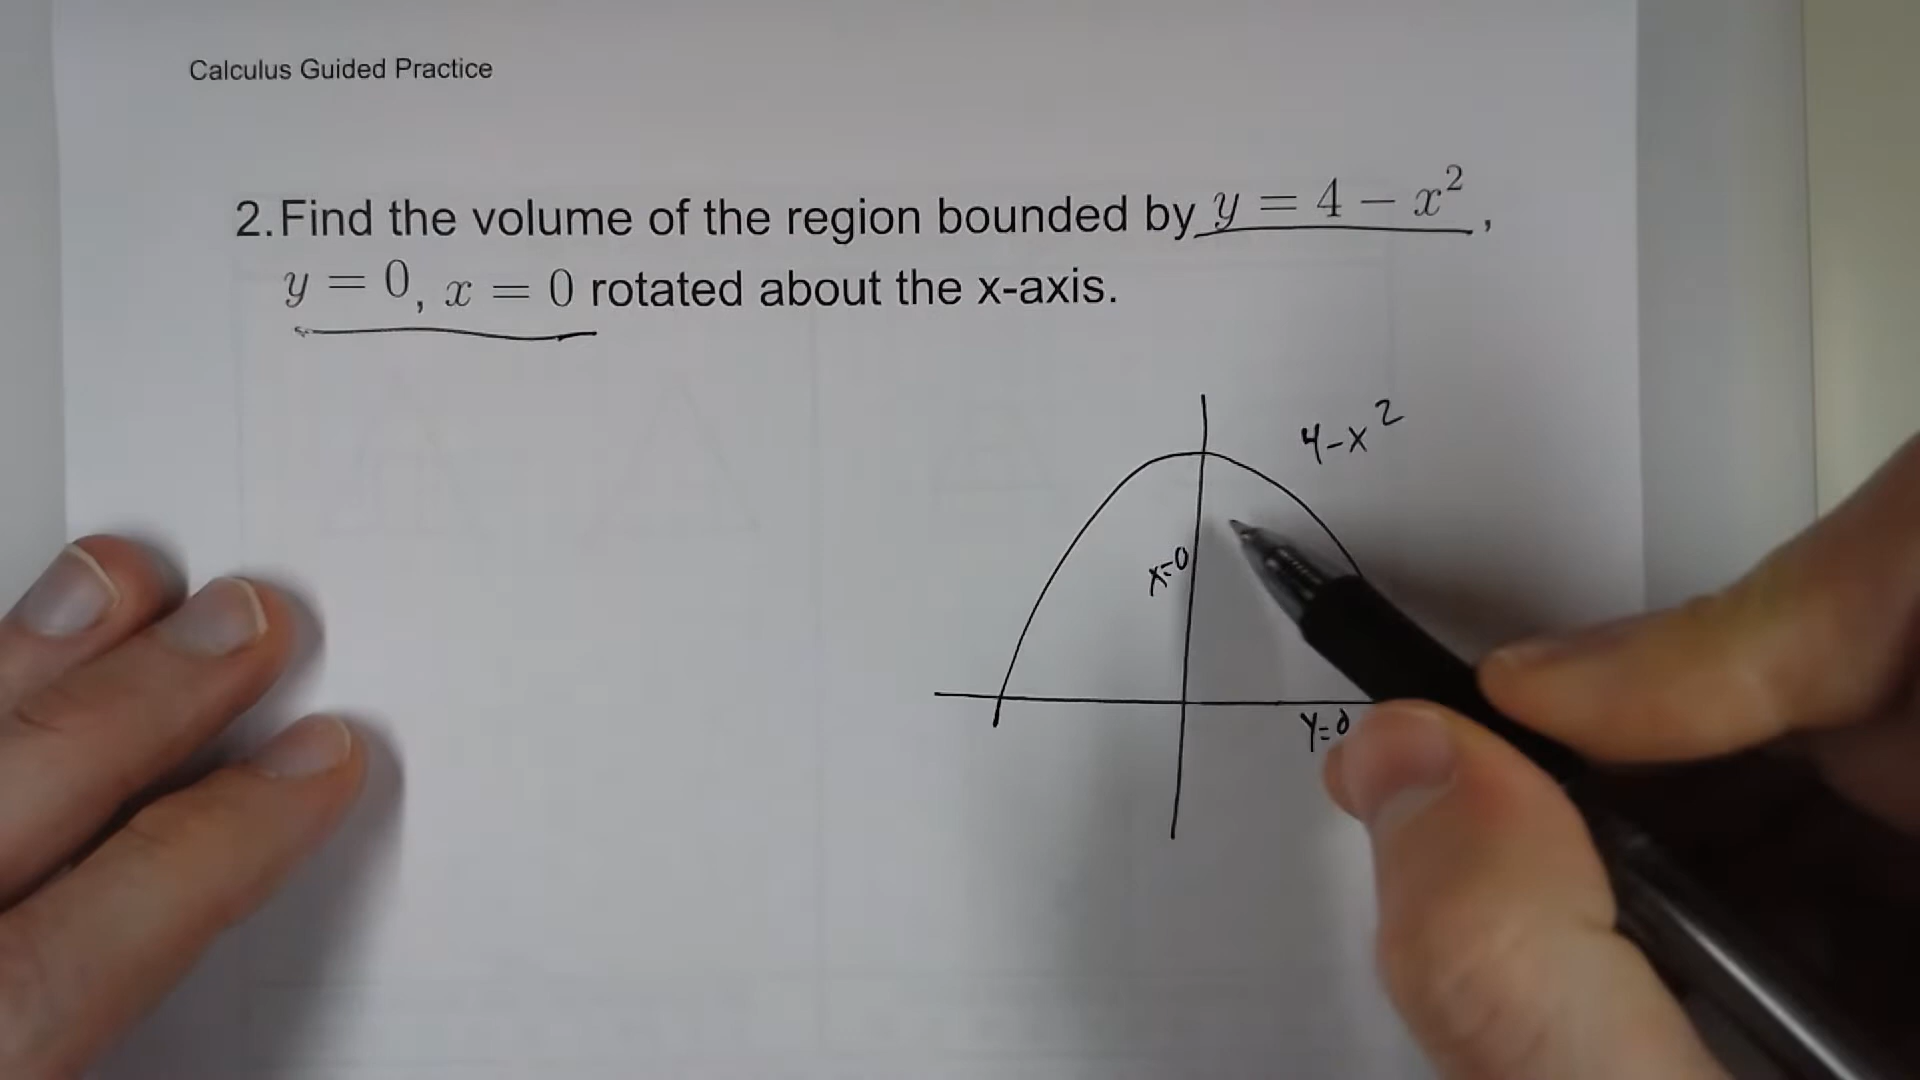 Calculus Guided Practice
2. Find the volume of the region bounded by y = 4 − x²,
y = 0, x = 0 rotated about the x-axis.
4-x²
x=0
y=0